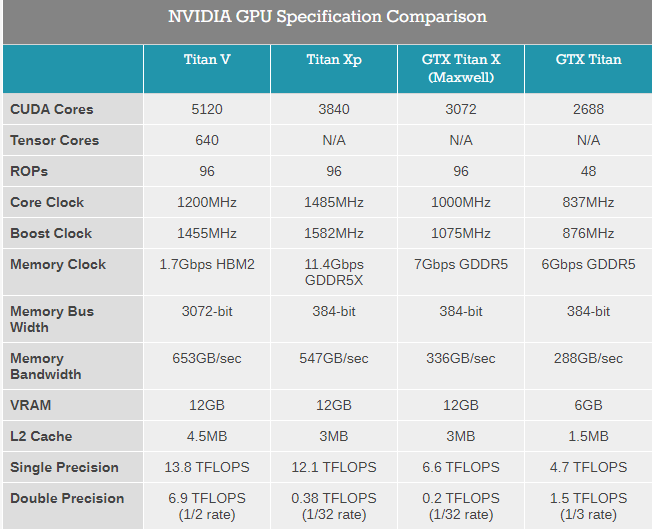 NVIDIA GPU Specification Comparison
Titan V Titan Xp GTX Titan X GTX Titan
(Maxwell)
CUDA Cores 5120 3840 3072 2688
Tensor Cores 640 N/A N/A N/A
ROPs 96 96 96 48
Core Clock 1200MHz 1485MHz 1000MHz 837MHz
Boost Clock 1455MHz 1582MHz 1075MHz 876MHz
Memory Clock 1.7Gbps HBM2 11.4Gbps 7Gbps GDDR5 6Gbps GDDR5
GDDR5X
Memory Bus 3072-bit 384-bit 384-bit 384-bit
Width
Memory 653GB/sec 547GB/sec 336GB/sec 288GB/sec
Bandwidth
VRAM 12GB 12GB 12GB 6GB
L2 Cache 4.5MB 3MB 3MB 1.5MB
Single Precision 13.8 TFLOPS 12.1 TFLOPS 6.6 TFLOPS 4.7 TFLOPS
Double Precision 6.9 TFLOPS 0.38 TFLOPS 0.2 TFLOPS 1.5 TFLOPS
(1/2 rate) (1/32 rate) (1/32 rate) (1/3 rate)